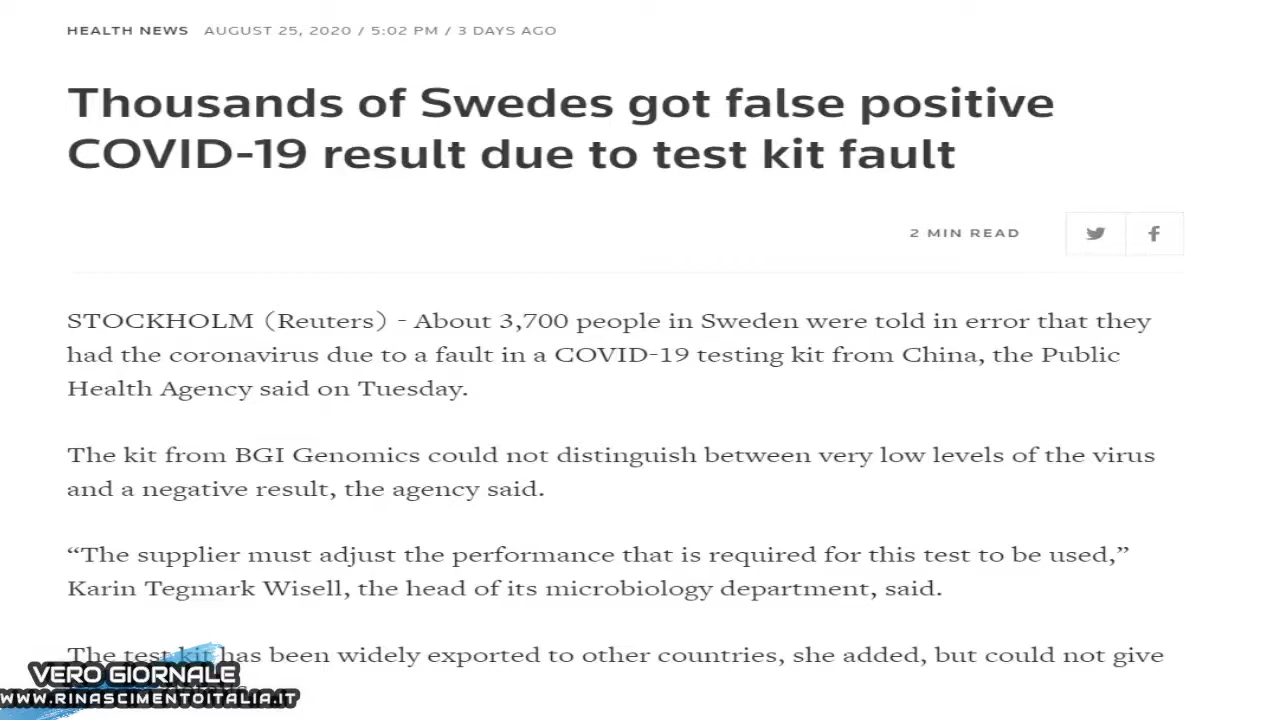 HEALTH NEWS AUGUST 25, 2020 / 5:02 PM / 3 DAYS AGO
Thousands of Swedes got false positive
COVID-19 result due to test kit fault
2 MIN READ
STOCKHOLM (Reuters) - About 3,700 people in Sweden were told in error that they
had the coronavirus due to a fault in a COVID-19 testing kit from China, the Public
Health Agency said on Tuesday.
The kit from BGI Genomics could not distinguish between very low levels of the virus
and a negative result, the agency said.
“The supplier must adjust the performance that is required for this test to be used,”
Karin Tegmark Wisell, the head of its microbiology department, said.
The test kit has been widely exported to other countries, she added, but could not give
VERO GIORNALE
WWW.RINASCIMENTOITALIA.IT